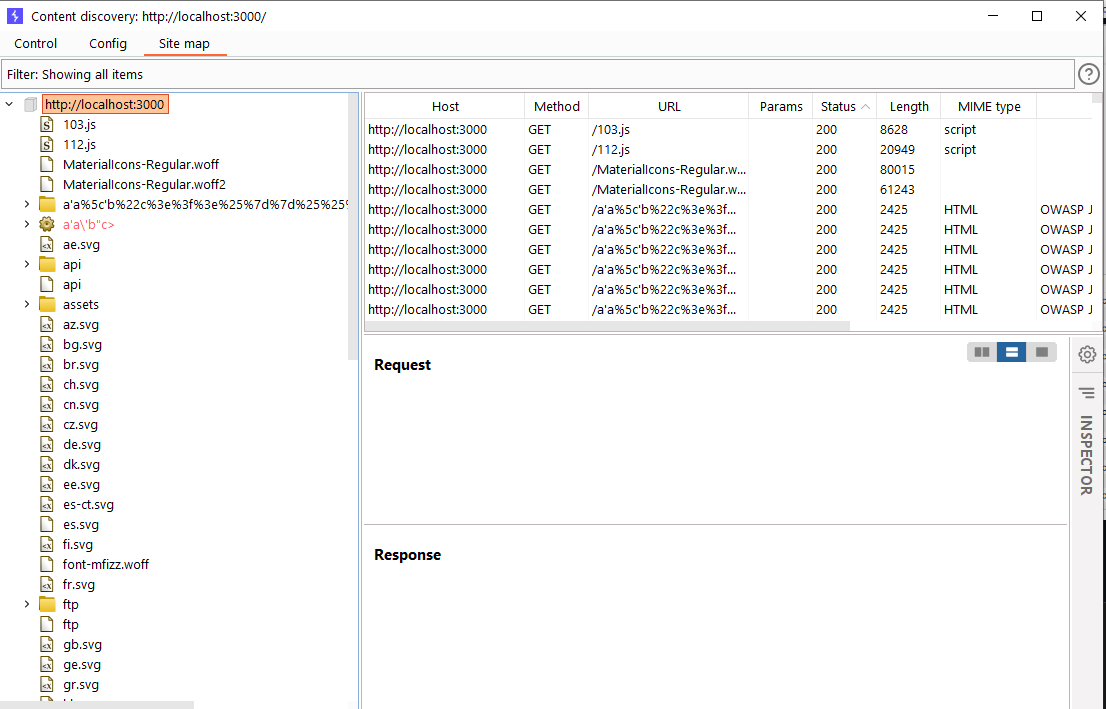 Content discovery: http://localhost:3000/
Control Config Site map
Filter: Showing all items
http://localhost:3000
103.js
112.js
MaterialIcons-Regular.woff
MaterialIcons-Regular.woff2
a'a%5c'b%22c%3e%3f%3e%25%7d%7d%25%25%
a'a\'b"c>
ae.svg
api
api
assets
az.svg
bg.svg
br.svg
ch.svg
cn.svg
cz.svg
de.svg
dk.svg
ee.svg
es-ct.svg
es.svg
fi.svg
font-mfizz.woff
fr.svg
ftp
ftp
gb.svg
ge.svg
gr.svg
Host Method URL Params Status Length MIME type
http://localhost:3000 GET /103.js 200 8628 script
http://localhost:3000 GET /112.js 200 20949 script
http://localhost:3000 GET /MaterialIcons-Regular.w... 200 80015
http://localhost:3000 GET /MaterialIcons-Regular.w... 200 61243
http://localhost:3000 GET /a'a%5c'b%22c%3e%3f... 200 2425 HTML OWASP J
http://localhost:3000 GET /a'a%5c'b%22c%3e%3f... 200 2425 HTML OWASP J
http://localhost:3000 GET /a'a%5c'b%22c%3e%3f... 200 2425 HTML OWASP J
http://localhost:3000 GET /a'a%5c'b%22c%3e%3f... 200 2425 HTML OWASP J
http://localhost:3000 GET /a'a%5c'b%22c%3e%3f... 200 2425 HTML OWASP J
http://localhost:3000 GET /a'a%5c'b%22c%3e%3f... 200 2425 HTML OWASP J
Request
Response
INSPECTOR